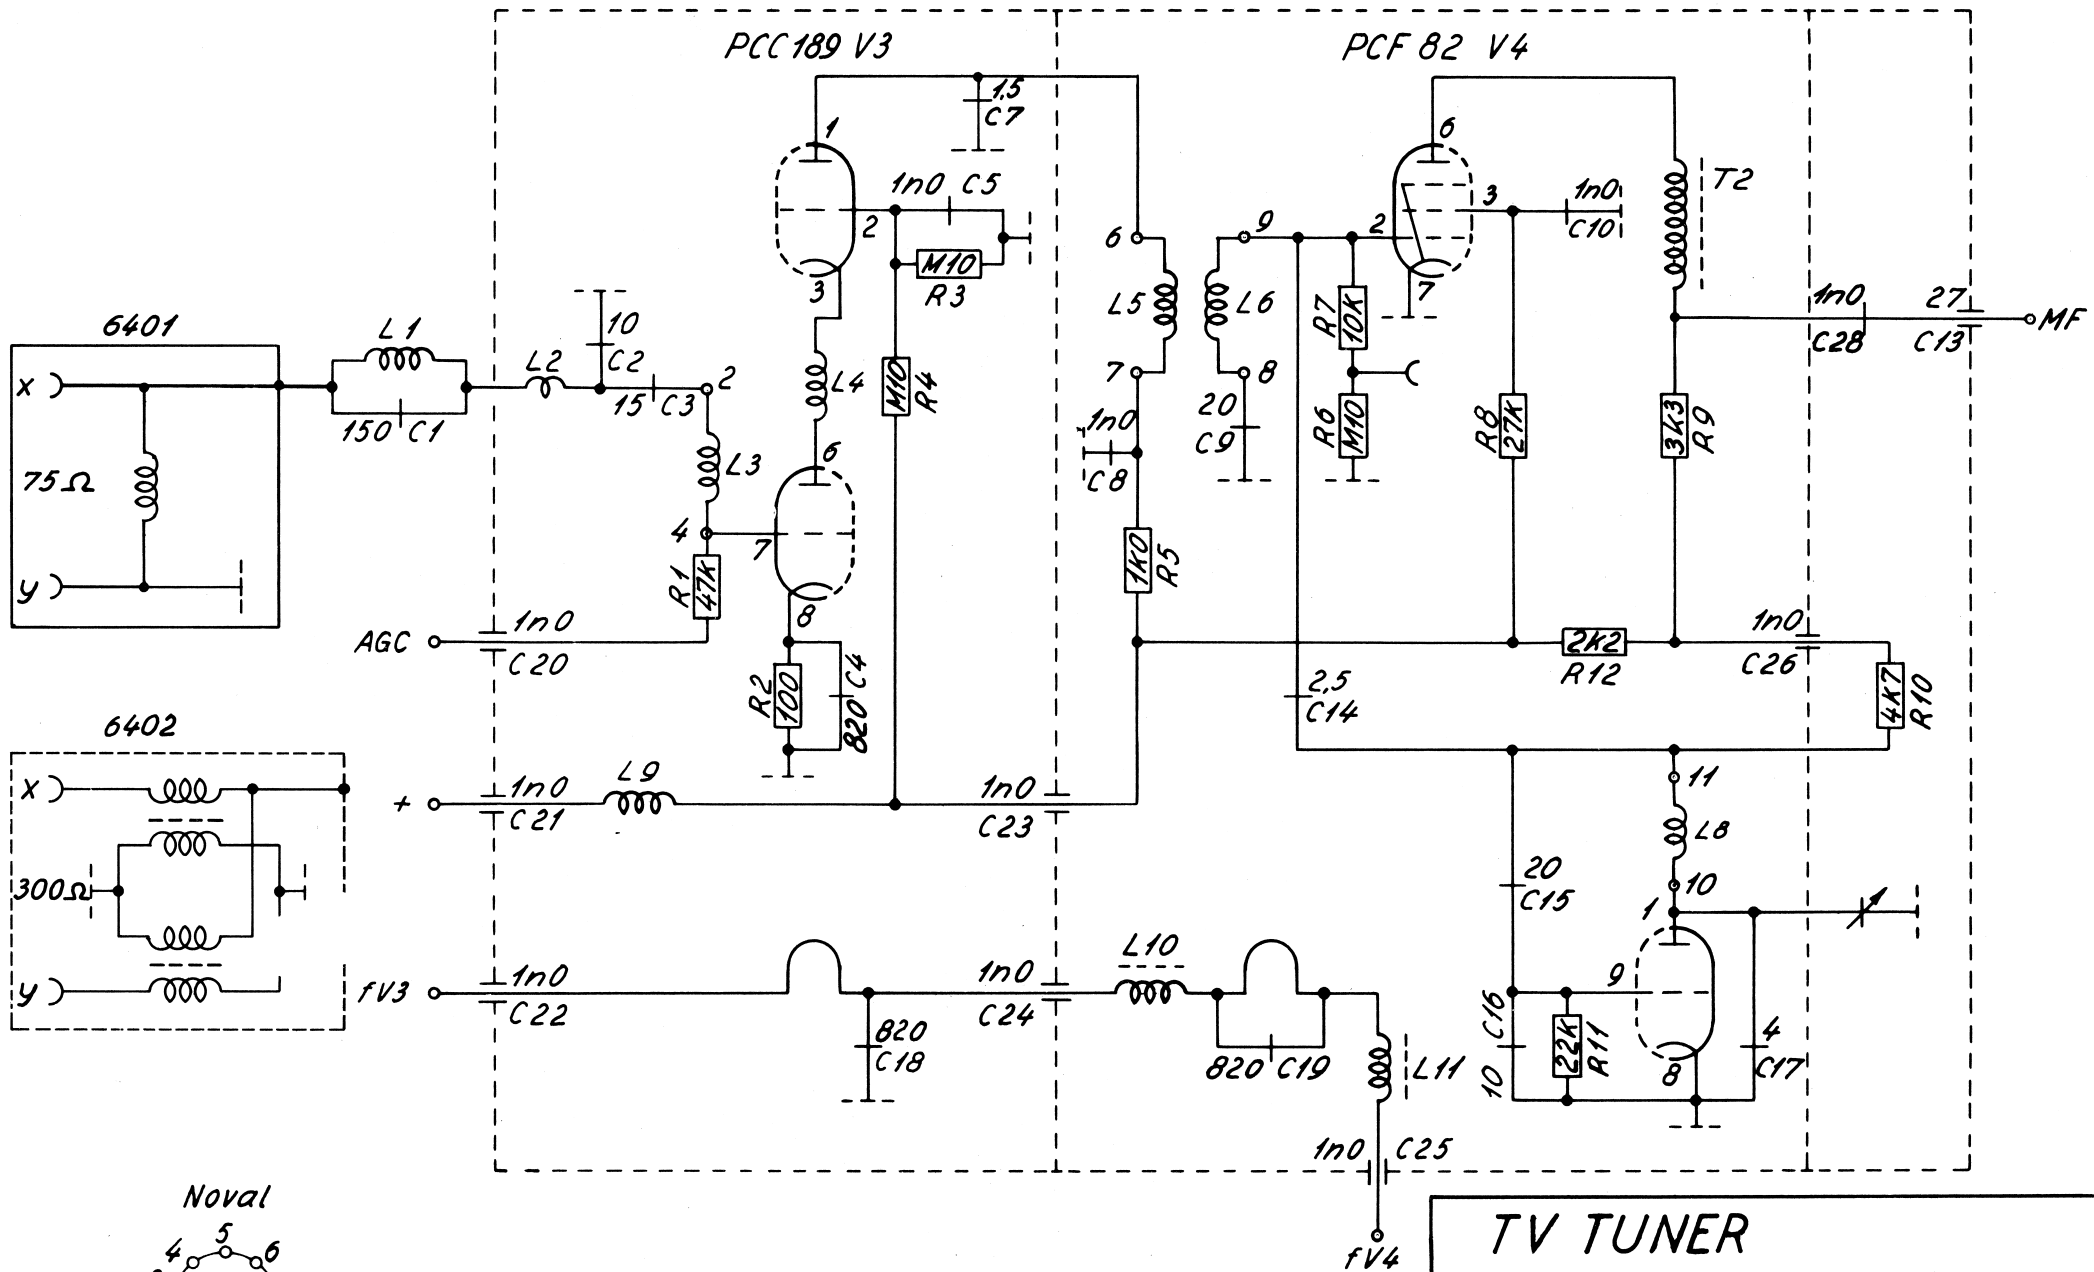 PCC189 V3
PCF 82 V4
1,5
C7
1
6
1n0 C5
2
M10
R3
3
2
3
1n0
C10
T2
6
9
7
L5
L6
R7
10K
1n0
C28
27
C13
MF
6401
L1
x
150 C1
75Ω
y
L2
10
C2
15
C3
2
L4
M10
R4
L3
6
4
7
R1
47K
8
7
8
1n0
C8
20
C9
R6
M10
R8
27K
3K3
R9
1K0
R5
AGC
1n0
C20
R2
100
C4
820
2K2
R12
1n0
C26
4K7
R10
2,5
C14
6402
x
300Ω
y
+
1n0
C21
L9
1n0
C23
11
L8
10
20
C15
1
9
fV3
1n0
C22
820
C18
1n0
C24
L10
820 C19
L11
C16
10
22K
R11
8
4
C17
1n0
C25
fV4
Noval
4
5
6
TV TUNER